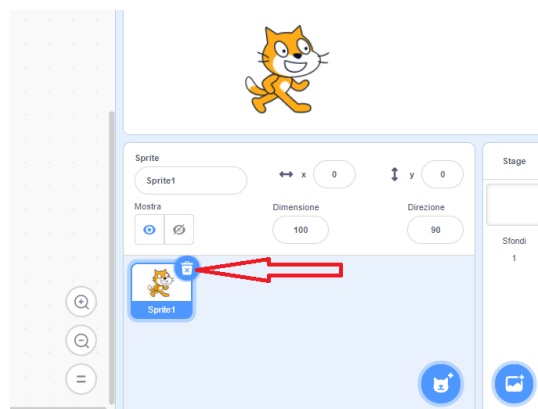 Sprite
Sprite1
x 0
y 0
Stage
Mostra
Dimensione
Direzione
100
90
Sfondi
1
Sprite1